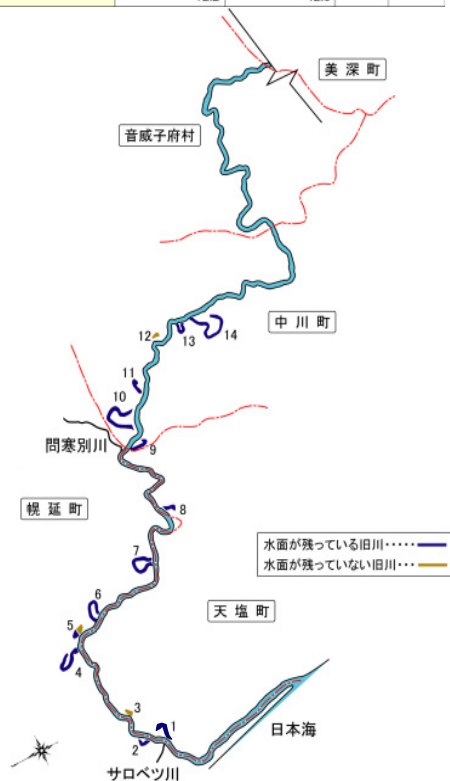 美深町
音威子府村
中川町
12
13
14
11
10
9
問寒別川
幌延町
8
水面が残っている旧川‥‥‥
水面が残っていない旧川‥‥
7
6
天塩町
5
4
3
2
1
日本海
サロベツ川